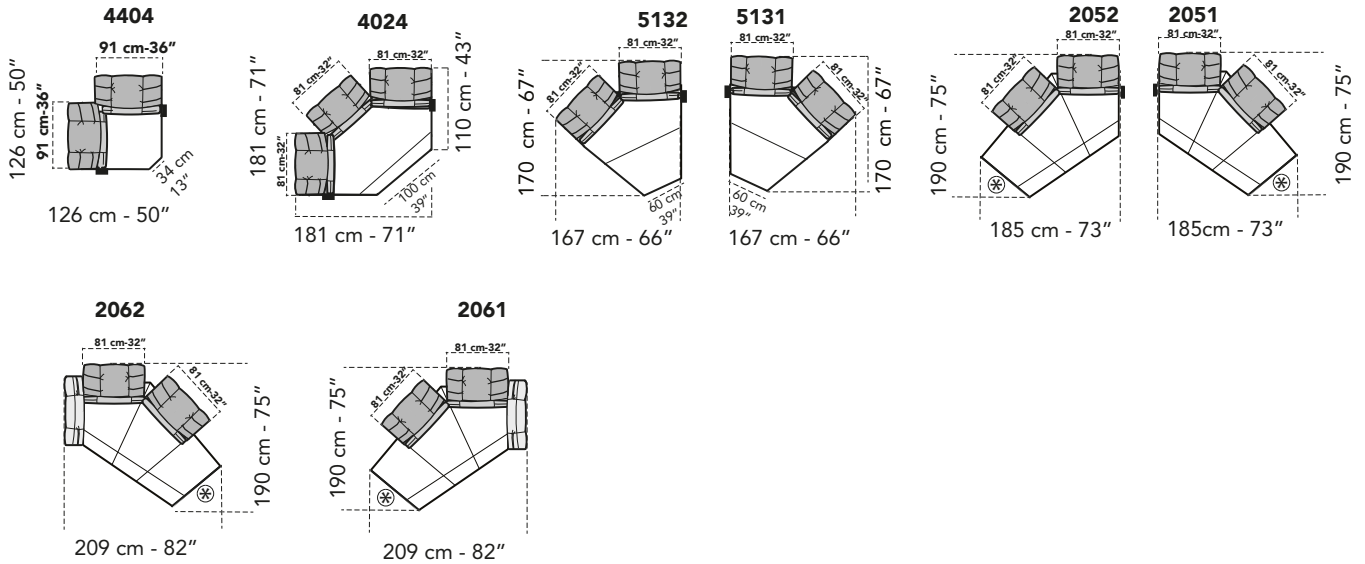 4404
91 cm-36”
126 cm - 50”
91 cm-36”
34 cm
13”
126 cm - 50”
4024
81 cm-32”
81 cm-32”
81 cm-32”
181 cm - 71”
110 cm - 43”
100 cm
39”
181 cm - 71”
5132
81 cm-32”
81 cm-32”
170 cm - 67”
60 cm
39”
167 cm - 66”
5131
81 cm-32”
81 cm-32”
170 cm - 67”
60 cm
39”
167 cm - 66”
2052
81 cm-32”
81 cm-32”
190 cm - 75”
185 cm - 73”
2051
81 cm-32”
81 cm-32”
190 cm - 75”
185cm - 73”
2062
81 cm-32”
81 cm-32”
190 cm - 75”
209 cm - 82”
2061
81 cm-32”
81 cm-32”
190 cm - 75”
209 cm - 82”